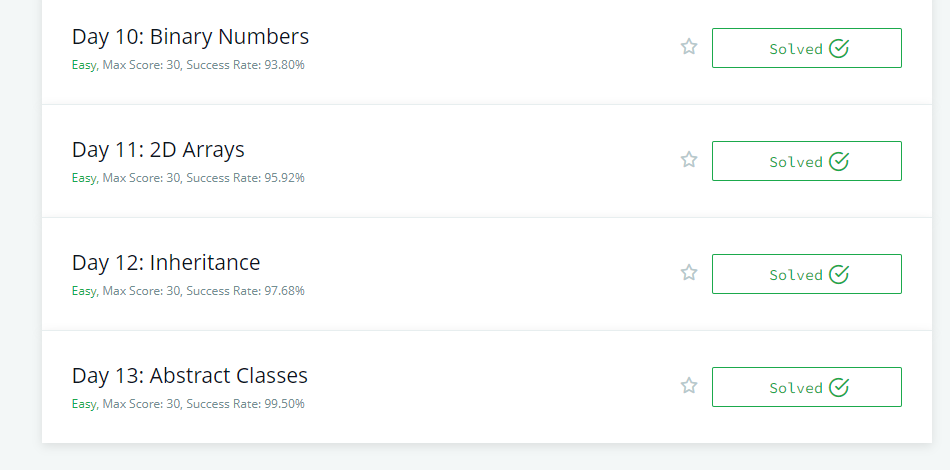 Day 10: Binary Numbers
Easy, Max Score: 30, Success Rate: 93.80%
Solved
Day 11: 2D Arrays
Easy, Max Score: 30, Success Rate: 95.92%
Solved
Day 12: Inheritance
Easy, Max Score: 30, Success Rate: 97.68%
Solved
Day 13: Abstract Classes
Easy, Max Score: 30, Success Rate: 99.50%
Solved